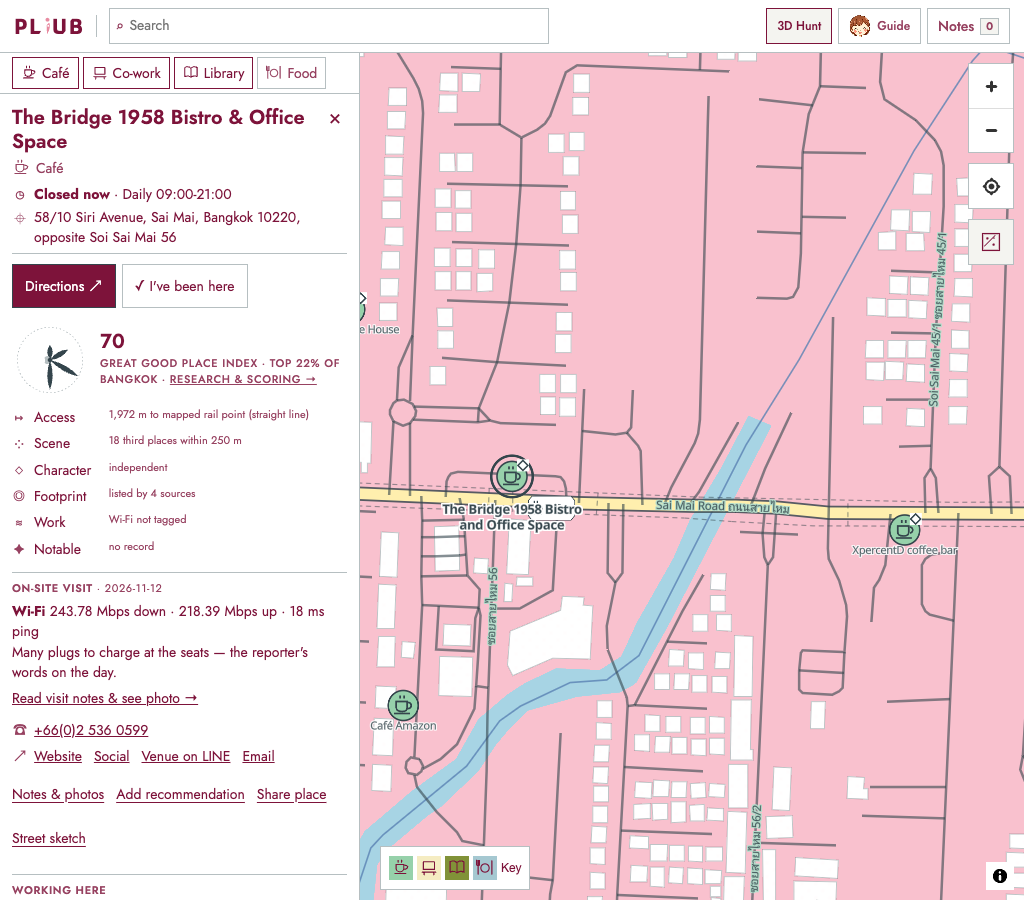 PLIUB
Search
3D Hunt
Guide
Notes 0
Café
Co-work
Library
Food
The Bridge 1958 Bistro & Office
Space
Café
Closed now · Daily 09:00-21:00
58/10 Siri Avenue, Sai Mai, Bangkok 10220,
opposite Soi Sai Mai 56
Directions ↗
✓ I've been here
70
GREAT GOOD PLACE INDEX · TOP 22% OF
BANGKOK · RESEARCH & SCORING →
Access 1,972 m to mapped rail point (straight line)
Scene 18 third places within 250 m
Character independent
Footprint listed by 4 sources
Work Wi-Fi not tagged
Notable no record
ON-SITE VISIT · 2026-11-12
Wi-Fi 243.78 Mbps down · 218.39 Mbps up · 18 ms
ping
Many plugs to charge at the seats — the reporter's
words on the day.
Read visit notes & see photo →
+66(0)2 536 0599
Website Social Venue on LINE Email
Notes & photos Add recommendation Share place
Street sketch
WORKING HERE
e House
Soi Sai Mai 45/1 ซอยสายไหม 45/1
The Bridge 1958 Bistro
and Office Space
Sai Mai Road ถนนสายไหม
XpercentD coffee,bar
ซอยสายไหม 56
Café Amazon
ซอยสายไหม 56/2
Key
+
−